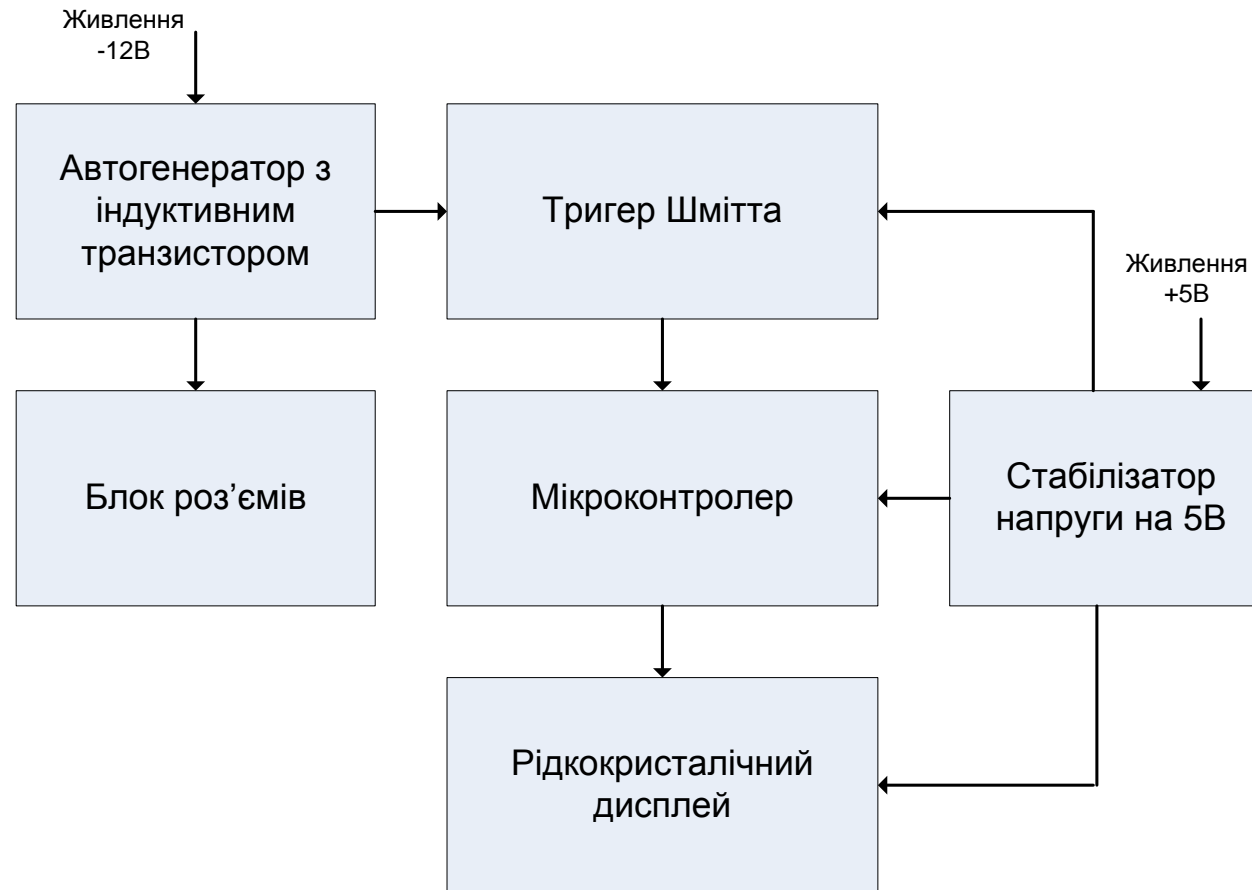 Живлення
-12В
Автогенератор з
індуктивним
транзистором
Тригер Шмітта
Живлення
+5В
Блок роз’ємів
Мікроконтролер
Стабілізатор
напруги на 5В
Рідкокристалічний
дисплей